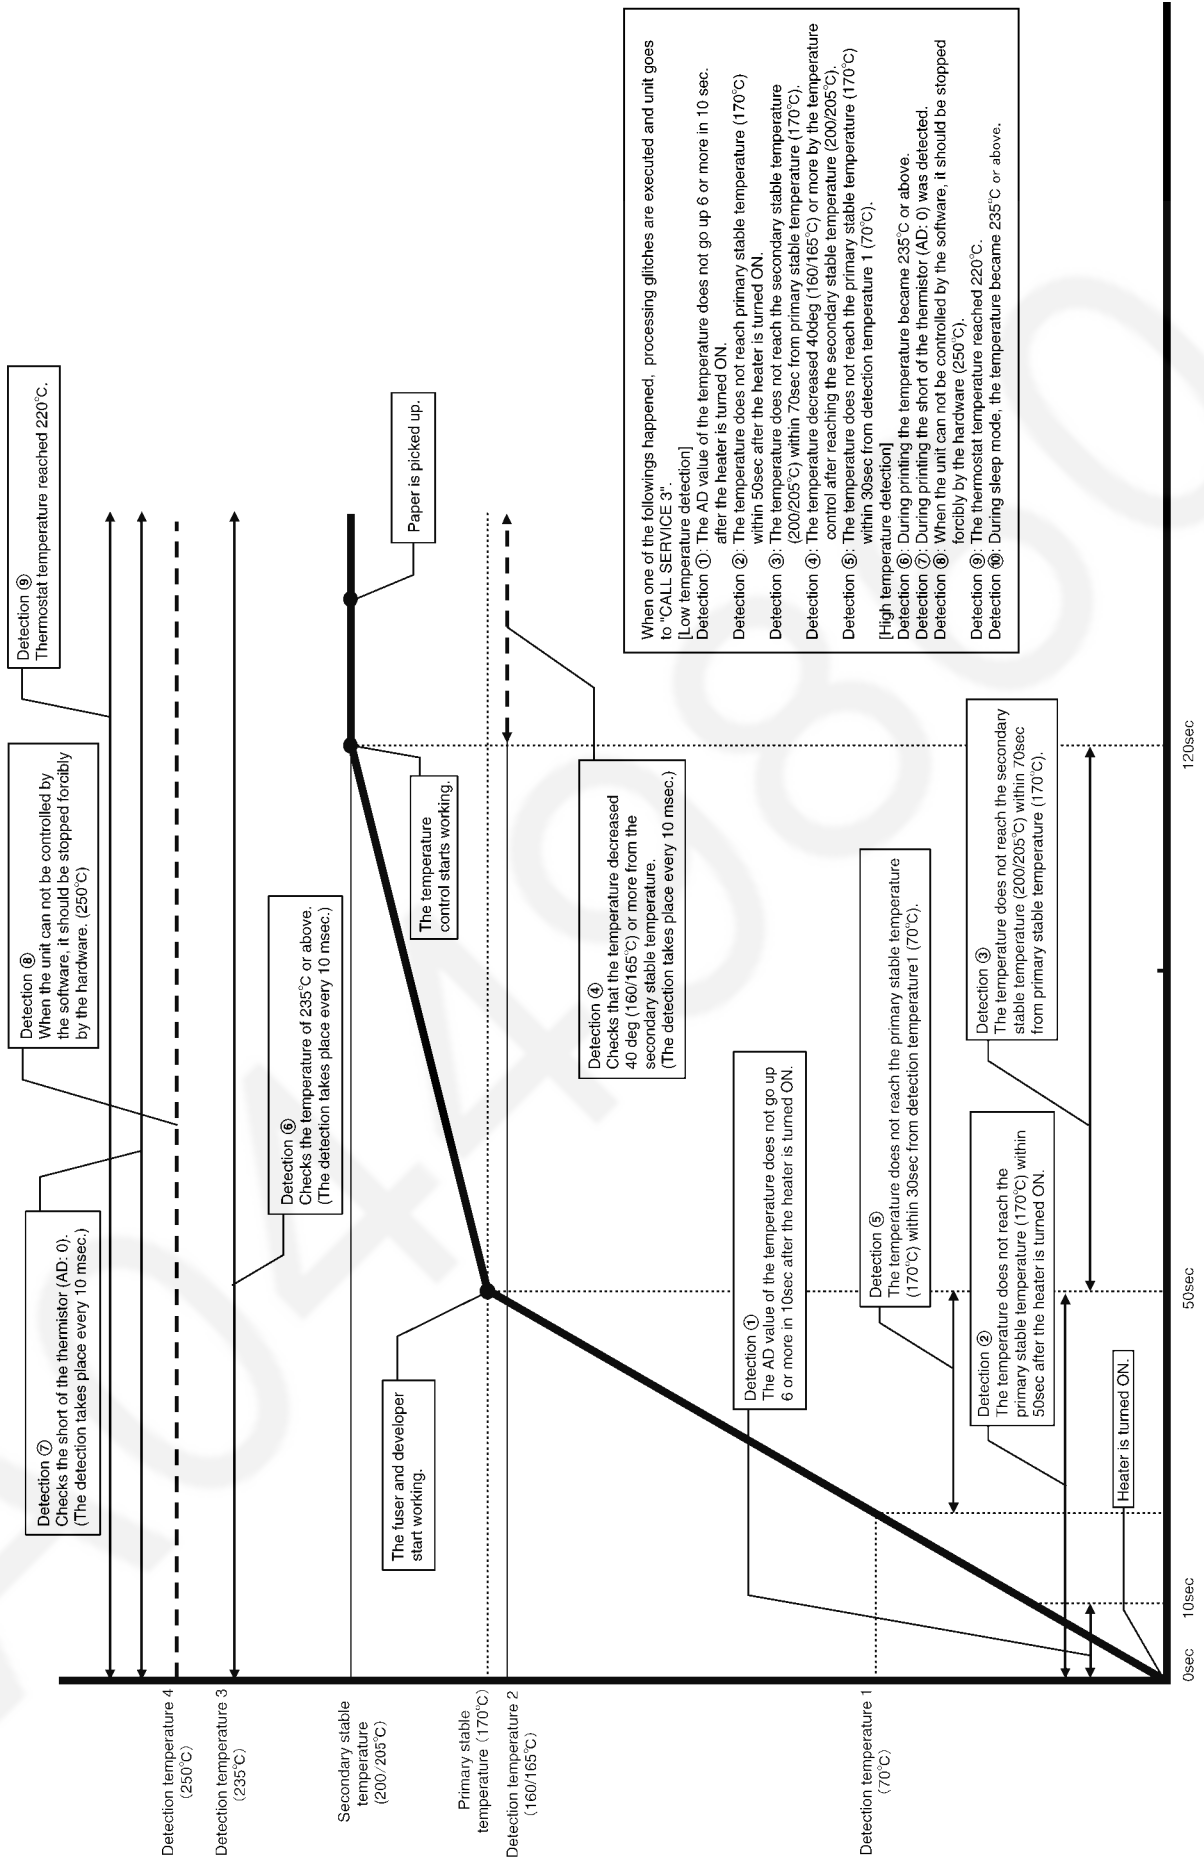 Detection ⑨
Thermostat temperature reached 220°C.
Detection ⑧
When the unit can not be controlled by
the software, it should be stopped forcibly
by the hardware. (250°C)
Detection ⑦
Checks the short of the thermistor (AD: 0).
(The detection takes place every 10 msec.)
Detection temperature 4
(250°C)
Detection temperature 3
(235°C)
Detection ⑥
Checks the temperature of 235°C or above.
(The detection takes place every 10 msec.)
Secondary stable
temperature
(200/205°C)
Paper is picked up.
The temperature
control starts working.
The fuser and developer
start working.
Primary stable
temperature (170°C)
Detection temperature 2
(160/165°C)
Detection ④
Checks that the temperature decreased
40 deg (160/165°C) or more from the
secondary stable temperature.
(The detection takes place every 10 msec.)
When one of the followings happened, processing glitches are executed and unit goes
to "CALL SERVICE 3".
[Low temperature detection]
Detection ①: The AD value of the temperature does not go up 6 or more in 10 sec.
after the heater is turned ON.
Detection ②: The temperature does not reach primary stable temperature (170°C)
within 50sec after the heater is turned ON.
Detection ③: The temperature does not reach the secondary stable temperature
(200/205°C) within 70sec from primary stable temperature (170°C).
Detection ④: The temperature decreased 40deg (160/165°C) or more by the temperature
control after reaching the secondary stable temperature (200/205°C).
Detection ⑤: The temperature does not reach the primary stable temperature (170°C)
within 30sec from detection temperature 1 (70°C).
[High temperature detection]
Detection ⑥: During printing the temperature became 235°C or above.
Detection ⑦: During printing the short of the thermistor (AD: 0) was detected.
Detection ⑧: When the unit can not be controlled by the software, it should be stopped
forcibly by the hardware (250°C).
Detection ⑨: The thermostat temperature reached 220°C.
Detection ⑩: During sleep mode, the temperature became 235°C or above.
Detection ①
The AD value of the temperature does not go up
6 or more in 10sec after the heater is turned ON.
Detection temperature 1
(70°C)
Detection ⑤
The temperature does not reach the primary stable temperature
(170°C) within 30sec from detection temperature1 (70°C).
Detection ③
The temperature does not reach the secondary
stable temperature (200/205°C) within 70sec
from primary stable temperature (170°C).
Detection ②
The temperature does not reach the
primary stable temperature (170°C) within
50sec after the heater is turned ON.
Heater is turned ON.
0sec
10sec
50sec
120sec